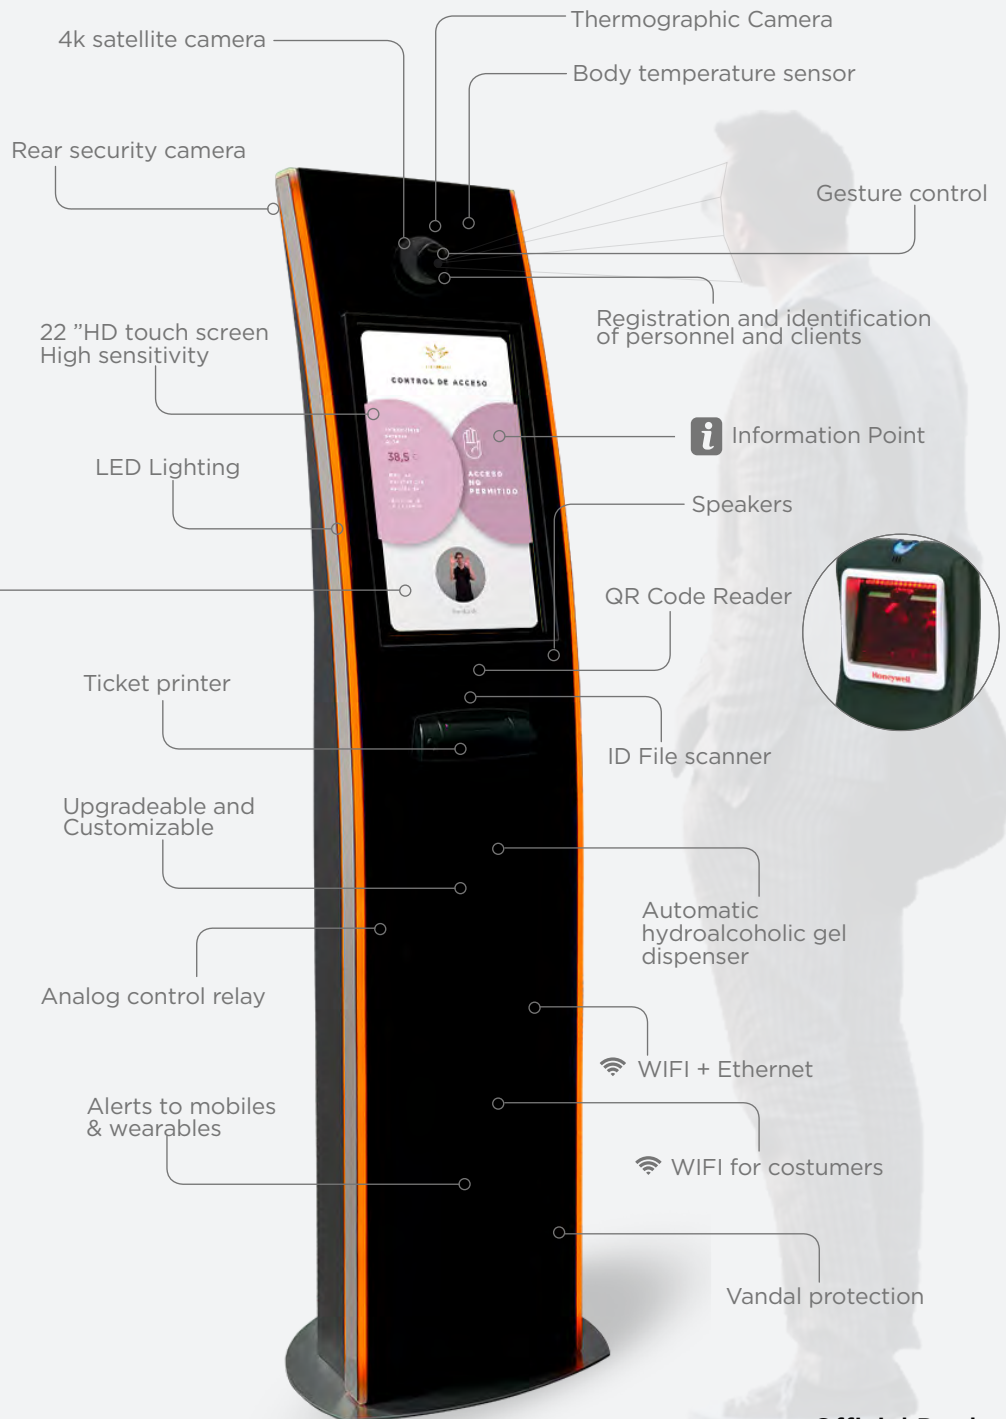 Thermographic Camera
4k satellite camera
Body temperature sensor
Rear security camera
Gesture control
Registration and identification
of personnel and clients
22 ”HD touch screen
High sensitivity
CONTROL DE ACCESO
Information Point
38,5
ACCESO
NO
PERMITIDO
LED Lighting
Speakers
QR Code Reader
Honeywell
Ticket printer
ID File scanner
Upgradeable and
Customizable
Automatic
hydroalcoholic gel
dispenser
Analog control relay
WIFI + Ethernet
Alerts to mobiles
& wearables
WIFI for costumers
Vandal protection